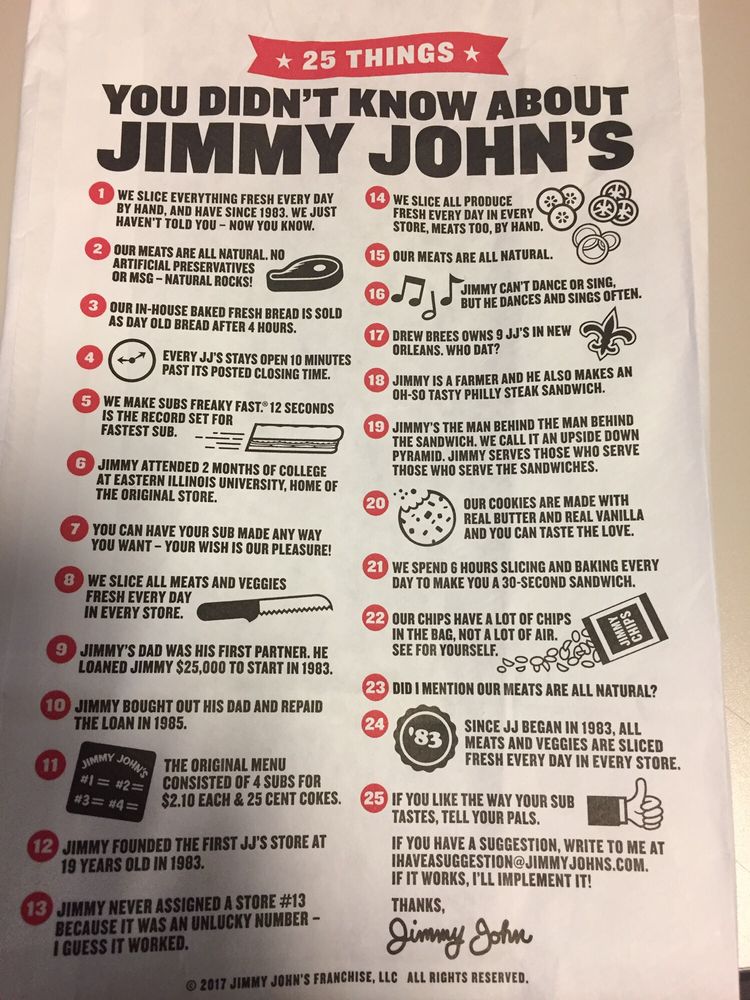 ★ 25 THINGS ★
YOU DIDN'T KNOW ABOUT
JIMMY JOHN'S
1 WE SLICE EVERYTHING FRESH EVERY DAY
BY HAND, AND HAVE SINCE 1983. WE JUST
HAVEN'T TOLD YOU – NOW YOU KNOW.
2 OUR MEATS ARE ALL NATURAL. NO
ARTIFICIAL PRESERVATIVES
OR MSG – NATURAL ROCKS!
3 OUR IN-HOUSE BAKED FRESH BREAD IS SOLD
AS DAY OLD BREAD AFTER 4 HOURS.
4 EVERY JJ'S STAYS OPEN 10 MINUTES
PAST ITS POSTED CLOSING TIME.
5 WE MAKE SUBS FREAKY FAST.® 12 SECONDS
IS THE RECORD SET FOR
FASTEST SUB.
6 JIMMY ATTENDED 2 MONTHS OF COLLEGE
AT EASTERN ILLINOIS UNIVERSITY, HOME OF
THE ORIGINAL STORE.
7 YOU CAN HAVE YOUR SUB MADE ANY WAY
YOU WANT – YOUR WISH IS OUR PLEASURE!
8 WE SLICE ALL MEATS AND VEGGIES
FRESH EVERY DAY
IN EVERY STORE.
9 JIMMY'S DAD WAS HIS FIRST PARTNER. HE
LOANED JIMMY $25,000 TO START IN 1983.
10 JIMMY BOUGHT OUT HIS DAD AND REPAID
THE LOAN IN 1985.
11 JIMMY JOHN'S
#1= #2=
#3= #4=
THE ORIGINAL MENU
CONSISTED OF 4 SUBS FOR
$2.10 EACH & 25 CENT COKES.
12 JIMMY FOUNDED THE FIRST JJ'S STORE AT
19 YEARS OLD IN 1983.
13 JIMMY NEVER ASSIGNED A STORE #13
BECAUSE IT WAS AN UNLUCKY NUMBER –
I GUESS IT WORKED.
14 WE SLICE ALL PRODUCE
FRESH EVERY DAY IN EVERY
STORE, MEATS TOO, BY HAND.
15 OUR MEATS ARE ALL NATURAL.
16 JIMMY CAN'T DANCE OR SING,
BUT HE DANCES AND SINGS OFTEN.
17 DREW BREES OWNS 9 JJ'S IN NEW
ORLEANS. WHO DAT?
18 JIMMY IS A FARMER AND HE ALSO MAKES AN
OH-SO TASTY PHILLY STEAK SANDWICH.
19 JIMMY'S THE MAN BEHIND THE MAN BEHIND
THE SANDWICH. WE CALL IT AN UPSIDE DOWN
PYRAMID. JIMMY SERVES THOSE WHO SERVE
THOSE WHO SERVE THE SANDWICHES.
20 OUR COOKIES ARE MADE WITH
REAL BUTTER AND REAL VANILLA
AND YOU CAN TASTE THE LOVE.
21 WE SPEND 6 HOURS SLICING AND BAKING EVERY
DAY TO MAKE YOU A 30-SECOND SANDWICH.
22 OUR CHIPS HAVE A LOT OF CHIPS
IN THE BAG, NOT A LOT OF AIR.
SEE FOR YOURSELF.
JIMMY
CHIPS
23 DID I MENTION OUR MEATS ARE ALL NATURAL?
24 '83
SINCE JJ BEGAN IN 1983, ALL
MEATS AND VEGGIES ARE SLICED
FRESH EVERY DAY IN EVERY STORE.
25 IF YOU LIKE THE WAY YOUR SUB
TASTES, TELL YOUR PALS.
IF YOU HAVE A SUGGESTION, WRITE TO ME AT
IHAVEASUGGESTION@JIMMYJOHNS.COM.
IF IT WORKS, I'LL IMPLEMENT IT!
THANKS,
Jimmy John
© 2017 JIMMY JOHN'S FRANCHISE, LLC ALL RIGHTS RESERVED.